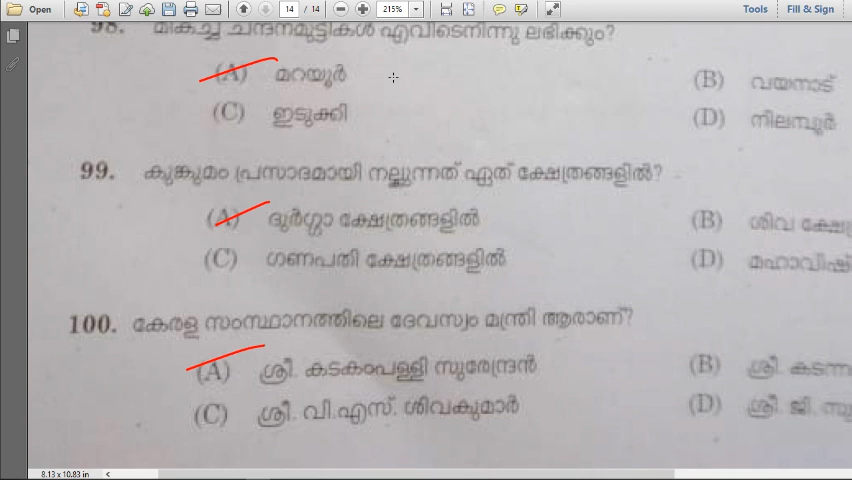 Open 14 / 14 215% Tools Fill & Sign
98. മികച്ച ചന്ദനമുട്ടികൾ എവിടെനിന്നു ലഭിക്കും?
(A) മറയൂർ (B) വയനാട്
(C) ഇടുക്കി (D) നിലമ്പൂർ
99. കുങ്കുമം പ്രസാദമായി നല്കുന്നത് ഏത് ക്ഷേത്രങ്ങളിൽ?
(A) ദുർഗ്ഗാ ക്ഷേത്രങ്ങളിൽ (B) ശിവ
(C) ഗണപതി ക്ഷേത്രങ്ങളിൽ (D)
100. കേരള സംസ്ഥാനത്തിലെ ദേവസ്വം മന്ത്രി ആരാണ്?
(A) ശ്രീ. കടകംപള്ളി സുരേന്ദ്രൻ (B) ശ്രീ.
(C) ശ്രീ. വി.എസ്. ശിവകുമാർ (D) ശ്രീ. ജി.
8.13 x 10.83 in